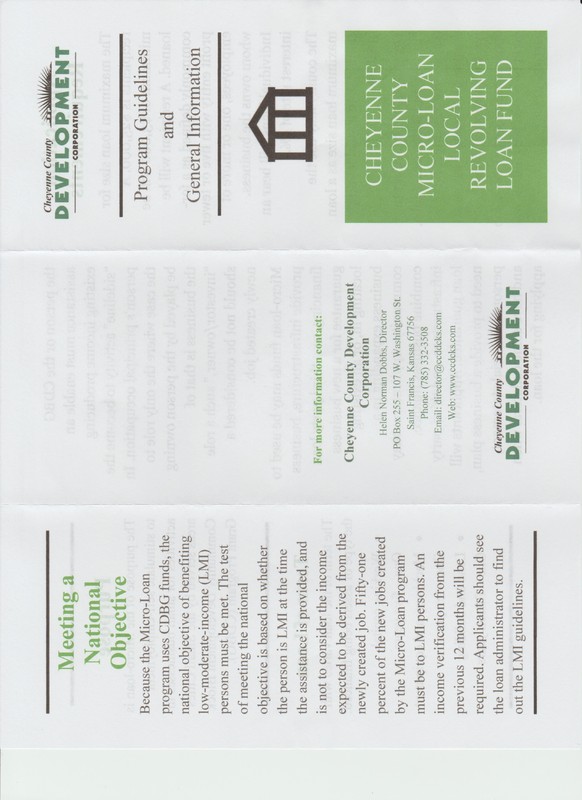 CHEYENNE
COUNTY
MICRO-LOAN
LOCAL
REVOLVING
LOAN FUND
Program Guidelines
and
General Information
Cheyenne County
DEVELOPMENT
CORPORATION
For more information contact:
Cheyenne County Development
Corporation
Helen Norman Dobbs, Director
PO Box 255 – 107 W. Washington St.
Saint Francis, Kansas 67756
Phone: (785) 332-3508
Email: director@ccddcks.com
Web: www.ccddcks.com
Cheyenne County
DEVELOPMENT
CORPORATION
Meeting a
National
Objective
Because the Micro-Loan
program uses CDBG funds, the
national objective of benefiting
low-moderate-income (LMI)
persons must be met. The test
of meeting the national
objective is based on whether
the person is LMI at the time
the assistance is provided, and
is not to consider the income
expected to be derived from the
newly created job. Fifty-one
percent of the new jobs created
by the Micro-Loan program
must be to LMI persons. An
income verification from the
previous 12 months will be
required. Applicants should see
the loan administrator to find
out the LMI guidelines.